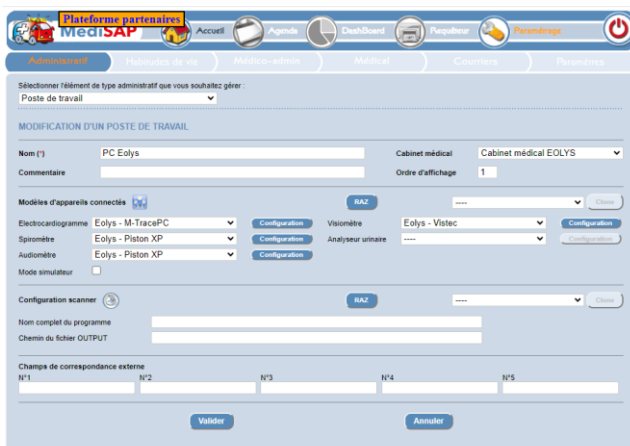 Plateforme partenaires
MediSAP
Accueil Agenda DashBoard Requêteur Paramétrage
Administratif Habitudes de vie Médico-admin Médical Courriers Paramètres
Sélectionner l'élément de type administratif que vous souhaitez gérer :
Poste de travail
MODIFICATION D'UN POSTE DE TRAVAIL
Nom (*) PC Eolys Cabinet médical Cabinet médical EOLYS
Commentaire Ordre d'affichage 1
Modèles d'appareils connectés RAZ ---- Clone
Electrocardiogramme Eolys - M-TracePC Configuration Visiomètre Eolys - Vistec Configuration
Spiromètre Eolys - Piston XP Configuration Analyseur urinaire ---- Configuration
Audiomètre Eolys - Piston XP Configuration
Mode simulateur
Configuration scanner RAZ ---- Clone
Nom complet du programme
Chemin du fichier OUTPUT
Champs de correspondance externe
N°1 N°2 N°3 N°4 N°5
Valider Annuler